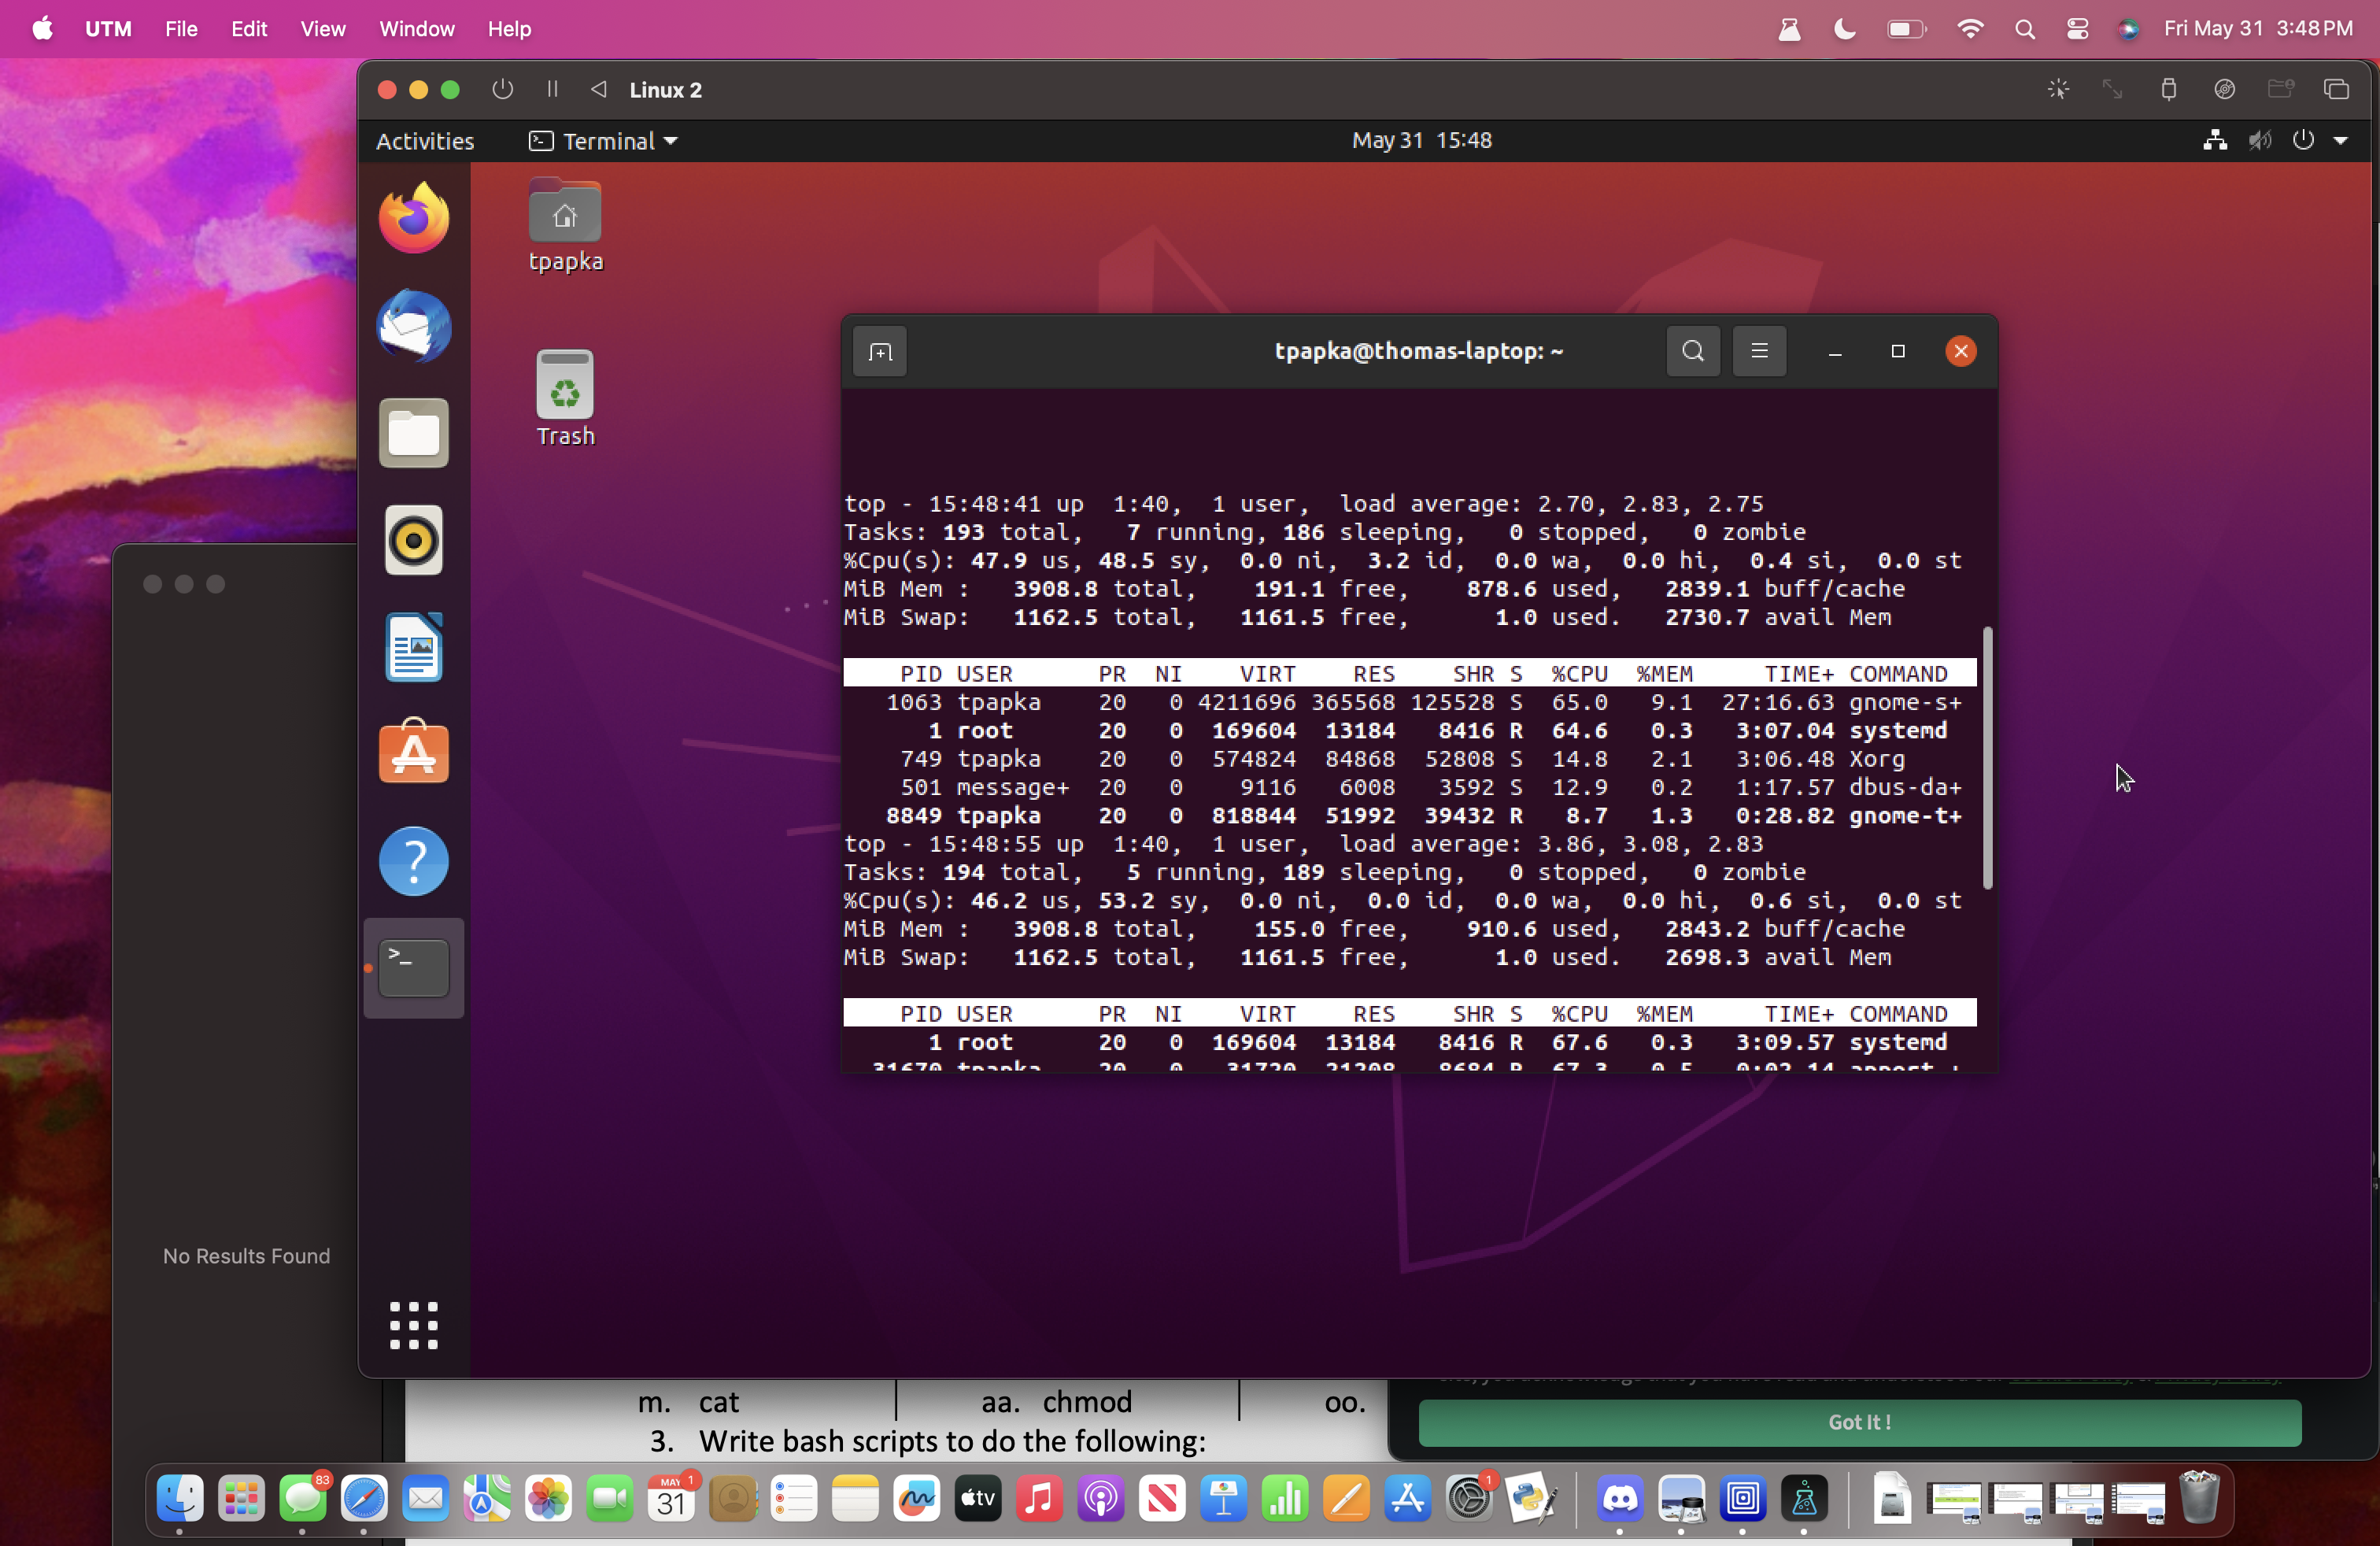 UTM File Edit View Window Help Fri May 31 3:48 PM
Linux 2
Activities Terminal May 31 15:48
tpapka
Trash
tpapka@thomas-laptop: ~
top - 15:48:41 up  1:40,  1 user,  load average: 2.70, 2.83, 2.75
Tasks: 193 total,   7 running, 186 sleeping,   0 stopped,   0 zombie
%Cpu(s): 47.9 us, 48.5 sy,  0.0 ni,  3.2 id,  0.0 wa,  0.0 hi,  0.4 si,  0.0 st
MiB Mem :   3908.8 total,    191.1 free,    878.6 used,   2839.1 buff/cache
MiB Swap:   1162.5 total,   1161.5 free,      1.0 used.   2730.7 avail Mem
PID USER      PR  NI    VIRT    RES    SHR S  %CPU  %MEM     TIME+ COMMAND
1063 tpapka    20   0 4211696 365568 125528 S  65.0   9.1  27:16.63 gnome-s+
1 root      20   0  169604  13184   8416 R  64.6   0.3   3:07.04 systemd
749 tpapka    20   0  574824  84868  52808 S  14.8   2.1   3:06.48 Xorg
501 message+  20   0    9116   6008   3592 S  12.9   0.2   1:17.57 dbus-da+
8849 tpapka    20   0  818844  51992  39432 R   8.7   1.3   0:28.82 gnome-t+
top - 15:48:55 up  1:40,  1 user,  load average: 3.86, 3.08, 2.83
Tasks: 194 total,   5 running, 189 sleeping,   0 stopped,   0 zombie
%Cpu(s): 46.2 us, 53.2 sy,  0.0 ni,  0.0 id,  0.0 wa,  0.0 hi,  0.6 si,  0.0 st
MiB Mem :   3908.8 total,    155.0 free,    910.6 used,   2843.2 buff/cache
MiB Swap:   1162.5 total,   1161.5 free,      1.0 used.   2698.3 avail Mem
PID USER      PR  NI    VIRT    RES    SHR S  %CPU  %MEM     TIME+ COMMAND
1 root      20   0  169604  13184   8416 R  67.6   0.3   3:09.57 systemd
No Results Found
m. cat aa. chmod oo.
3. Write bash scripts to do the following:
Got It !
83
MAY 31 1
tv
1